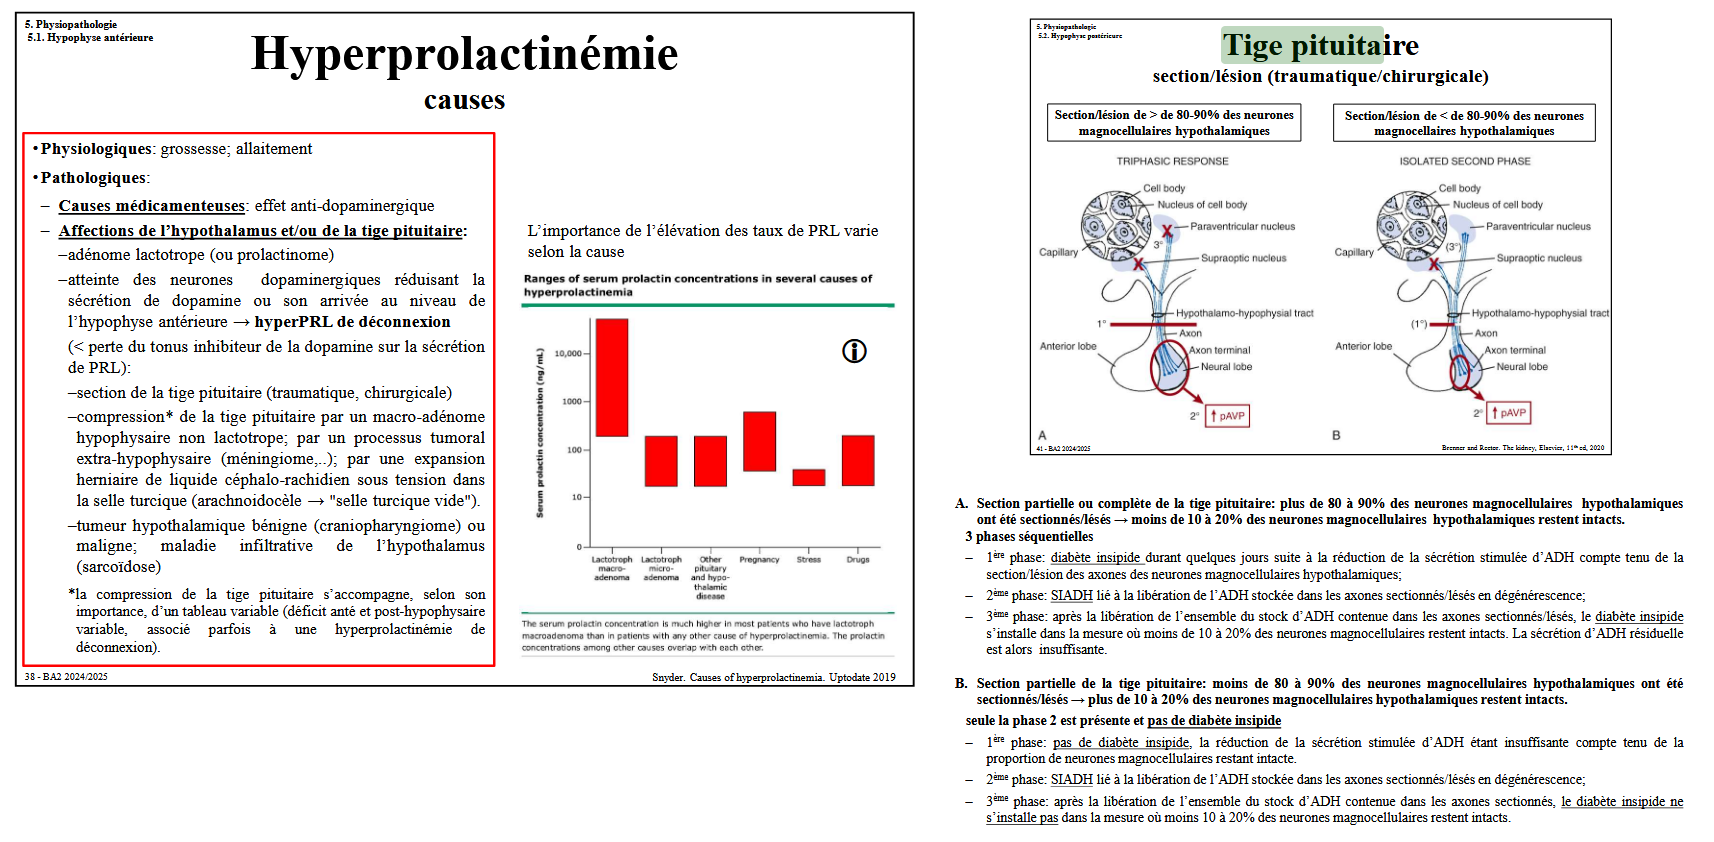 5. Physiopathologie
5.1. Hypophyse antérieure
Hyperprolactinémie
causes
•Physiologiques: grossesse; allaitement
•Pathologiques:
– Causes médicamenteuses: effet anti-dopaminergique
– Affections de l’hypothalamus et/ou de la tige pituitaire:
–adénome lactotrope (ou prolactinome)
–atteinte des neurones dopaminergiques réduisant la
sécrétion de dopamine ou son arrivée au niveau de
l’hypophyse antérieure → hyperPRL de déconnexion
(< perte du tonus inhibiteur de la dopamine sur la sécrétion
de PRL):
–section de la tige pituitaire (traumatique, chirurgicale)
–compression* de la tige pituitaire par un macro-adénome
hypophysaire non lactotrope; par un processus tumoral
extra-hypophysaire (méningiome,..); par une expansion
herniaire de liquide céphalo-rachidien sous tension dans
la selle turcique (arachnoidocèle → "selle turcique vide").
–tumeur hypothalamique bénigne (craniopharyngiome) ou
maligne; maladie infiltrative de l’hypothalamus
(sarcoïdose)
*la compression de la tige pituitaire s’accompagne, selon son
importance, d’un tableau variable (déficit anté et post-hypophysaire
variable, associé parfois à une hyperprolactinémie de
déconnexion).
L’importance de l’élévation des taux de PRL varie
selon la cause
Ranges of serum prolactin concentrations in several causes of
hyperprolactinemia
Serum prolactin concentration (ng/mL)
10,000
1000
100
10
0
Lactotroph
macro-
adenoma
Lactotroph
micro-
adenoma
Other
pituitary
and hypo-
thalamic
disease
Pregnancy
Stress
Drugs
i
The serum prolactin concentration is much higher in most patients who have lactotroph
macroadenoma than in patients with any other cause of hyperprolactinemia. The prolactin
concentrations among other causes overlap with each other.
38 - BA2 2024/2025
Snyder. Causes of hyperprolactinemia. Uptodate 2019
5. Physiopathologie
5.2. Hypophyse postérieure
Tige pituitaire
section/lésion (traumatique/chirurgicale)
Section/lésion de > de 80-90% des neurones
magnocellulaires hypothalamiques
Section/lésion de < de 80-90% des neurones
magnocellaires hypothalamiques
TRIPHASIC RESPONSE
Cell body
Nucleus of cell body
X
Paraventricular nucleus
3°
Capillary
X
Supraoptic nucleus
Hypothalamo-hypophysial tract
1°
Axon
Anterior lobe
Axon terminal
Neural lobe
2°
↑ pAVP
A
ISOLATED SECOND PHASE
Cell body
Nucleus of cell body
Paraventricular nucleus
(3°)
Capillary
X
Supraoptic nucleus
Hypothalamo-hypophysial tract
(1°)
Axon
Anterior lobe
Axon terminal
Neural lobe
2°
↑ pAVP
B
41 - BA2 2024/2025
Brenner and Rector. The kidney, Elsevier, 11th ed, 2020
A. Section partielle ou complète de la tige pituitaire: plus de 80 à 90% des neurones magnocellulaires hypothalamiques
ont été sectionnés/lésés → moins de 10 à 20% des neurones magnocellulaires hypothalamiques restent intacts.
3 phases séquentielles
– 1ère phase: diabète insipide durant quelques jours suite à la réduction de la sécrétion stimulée d’ADH compte tenu de la
section/lésion des axones des neurones magnocellulaires hypothalamiques;
– 2ème phase: SIADH lié à la libération de l’ADH stockée dans les axones sectionnés/lésés en dégénérescence;
– 3ème phase: après la libération de l’ensemble du stock d’ADH contenue dans les axones sectionnés/lésés, le diabète insipide
s’installe dans la mesure où moins de 10 à 20% des neurones magnocellulaires restent intacts. La sécrétion d’ADH résiduelle
est alors insuffisante.
B. Section partielle de la tige pituitaire: moins de 80 à 90% des neurones magnocellulaires hypothalamiques ont été
sectionnés/lésés → plus de 10 à 20% des neurones magnocellulaires hypothalamiques restent intacts.
seule la phase 2 est présente et pas de diabète insipide
– 1ère phase: pas de diabète insipide, la réduction de la sécrétion stimulée d’ADH étant insuffisante compte tenu de la
proportion de neurones magnocellulaires restant intacte.
– 2ème phase: SIADH lié à la libération de l’ADH stockée dans les axones sectionnés/lésés en dégénérescence;
– 3ème phase: après la libération de l’ensemble du stock d’ADH contenue dans les axones sectionnés, le diabète insipide ne
s’installe pas dans la mesure où moins 10 à 20% des neurones magnocellulaires restent intacts.